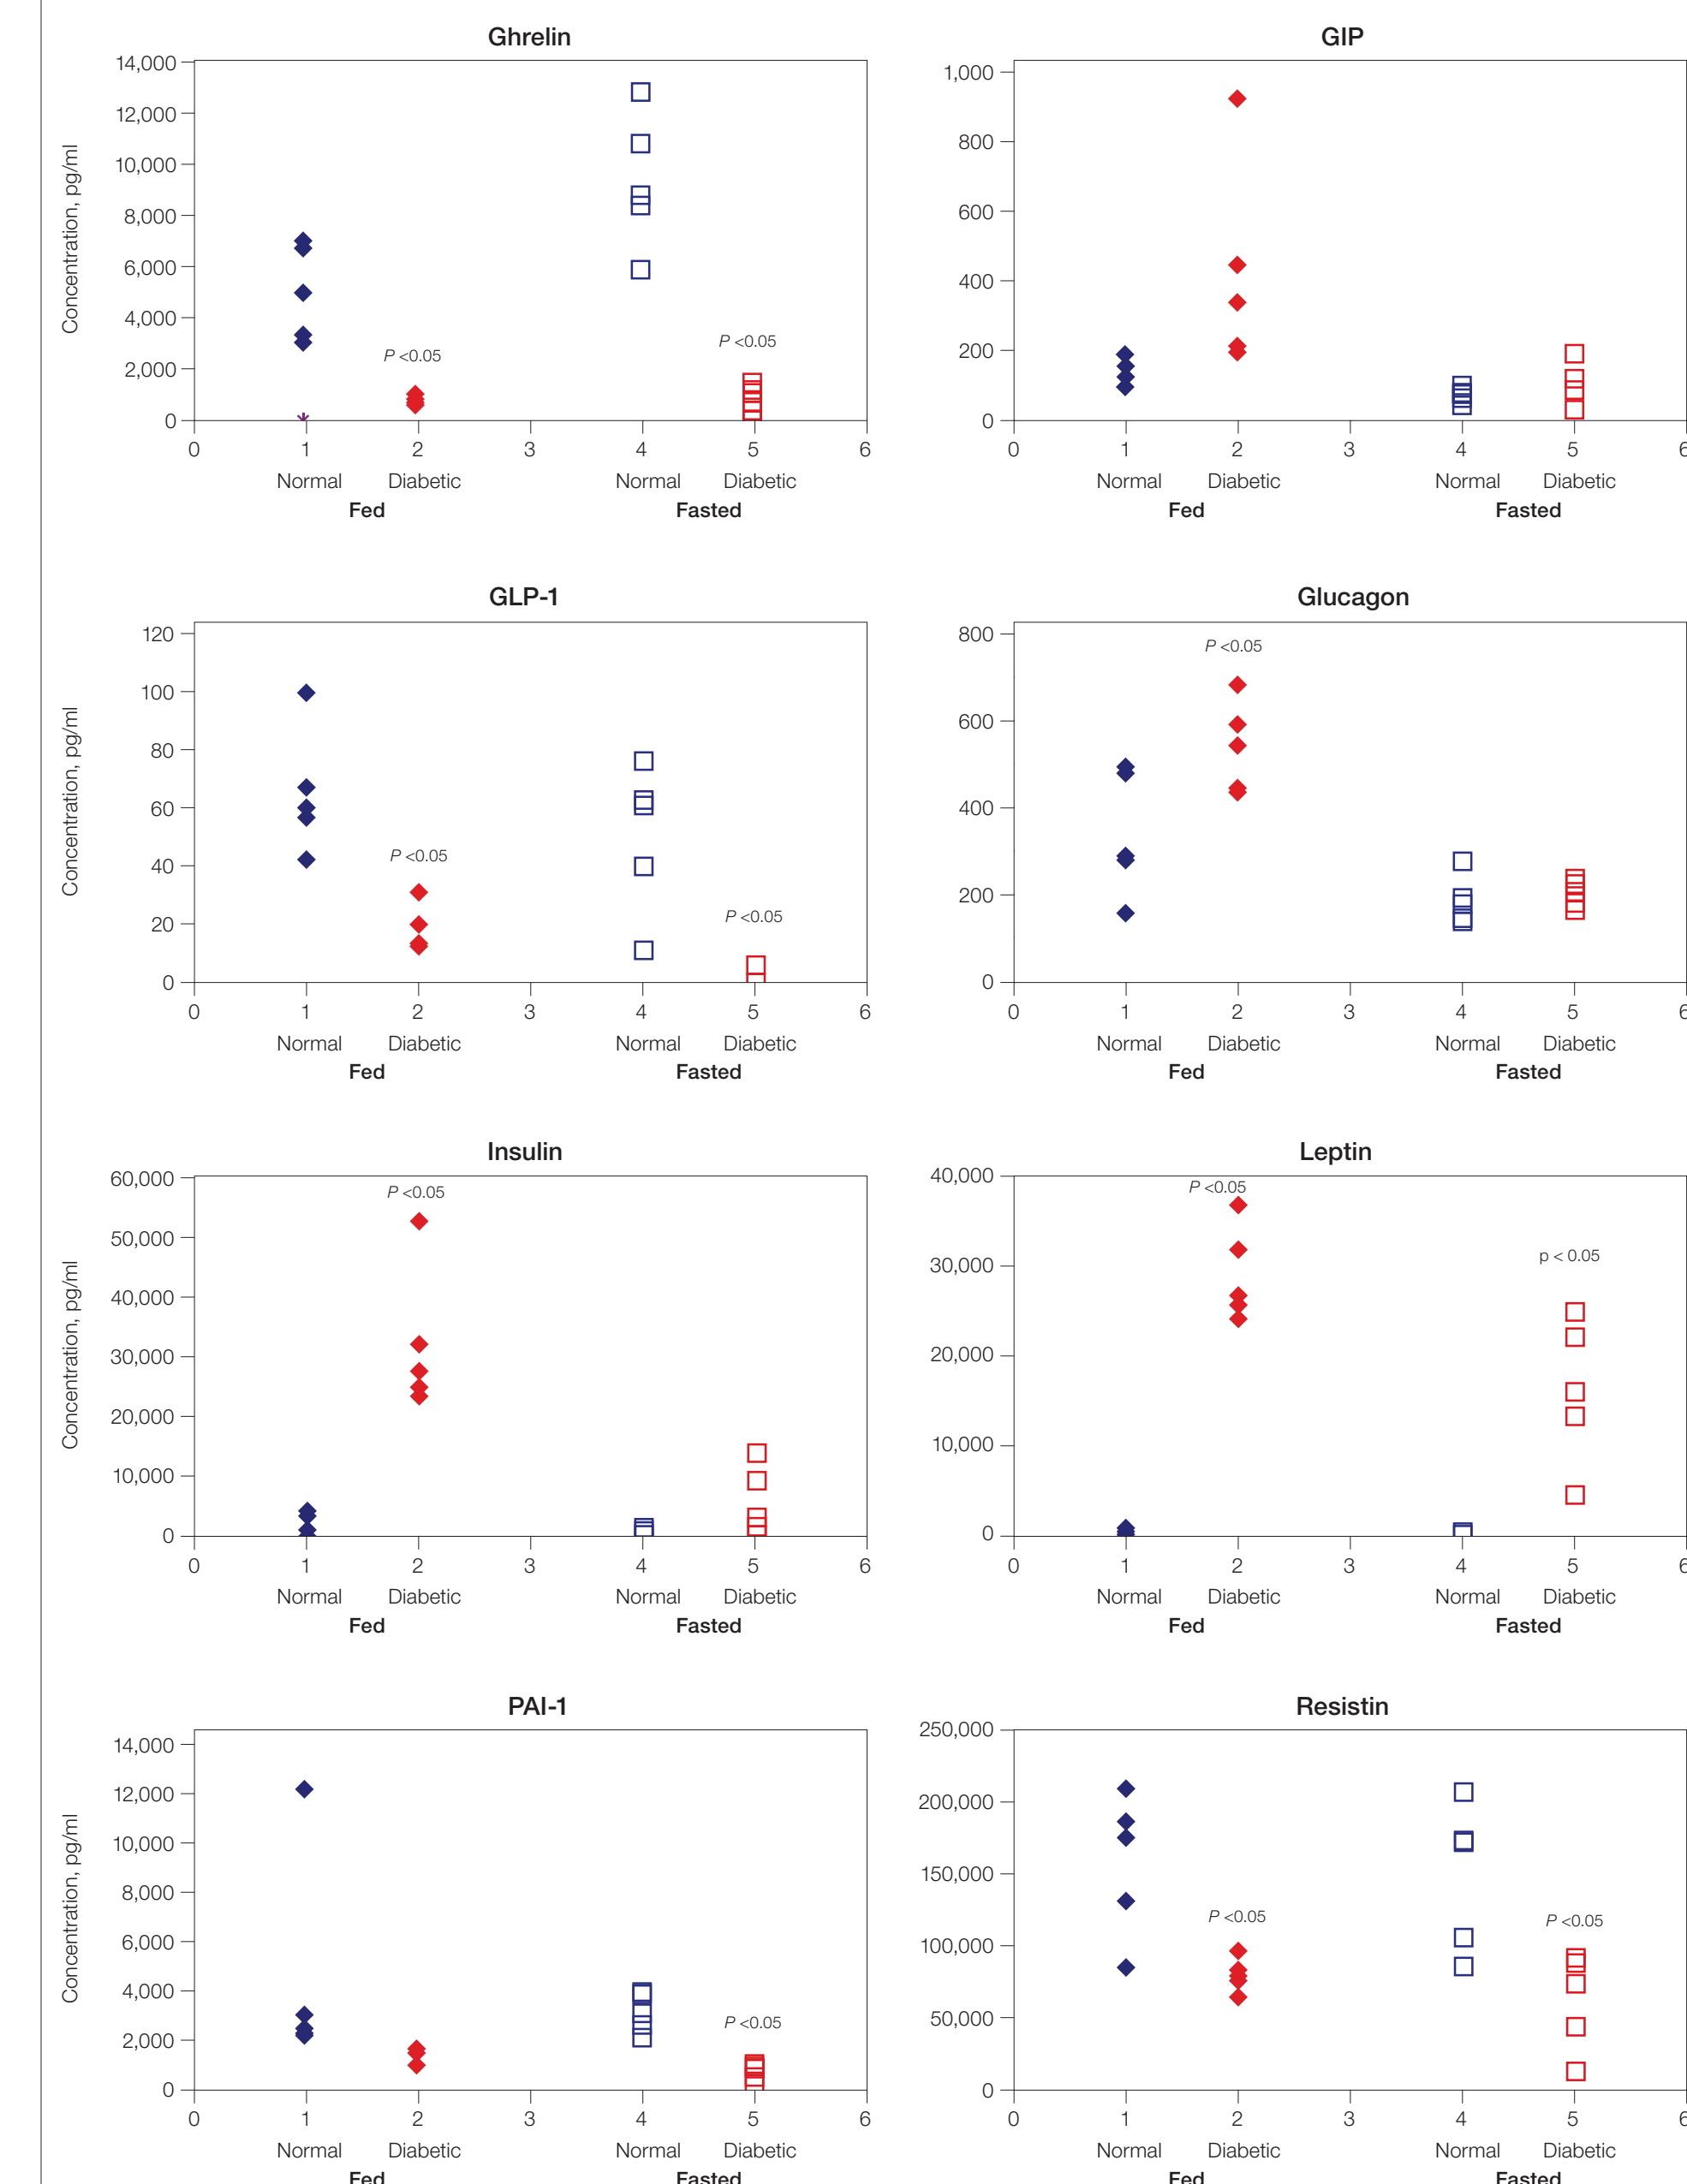 Ghrelin
Concentration, pg/ml
14,000
12,000
10,000
8,000
6,000
4,000
2,000
0
P <0.05
P <0.05
*
0 1 2 3 4 5 6
Normal Diabetic Normal Diabetic
Fed Fasted
GIP
1,000
800
600
400
200
0
0 1 2 3 4 5 6
Normal Diabetic Normal Diabetic
Fed Fasted
GLP-1
Concentration, pg/ml
120
100
80
60
40
20
0
P <0.05
P <0.05
0 1 2 3 4 5 6
Normal Diabetic Normal Diabetic
Fed Fasted
Glucagon
800
600
400
200
0
P <0.05
0 1 2 3 4 5 6
Normal Diabetic Normal Diabetic
Fed Fasted
Insulin
Concentration, pg/ml
60,000
50,000
40,000
30,000
20,000
10,000
0
P <0.05
0 1 2 3 4 5 6
Normal Diabetic Normal Diabetic
Fed Fasted
Leptin
40,000
30,000
20,000
10,000
0
P <0.05
p < 0.05
0 1 2 3 4 5 6
Normal Diabetic Normal Diabetic
Fed Fasted
PAI-1
Concentration, pg/ml
14,000
12,000
10,000
8,000
6,000
4,000
2,000
0
P <0.05
0 1 2 3 4 5 6
Normal Diabetic Normal Diabetic
Fed Fasted
Resistin
250,000
200,000
150,000
100,000
50,000
0
P <0.05
P <0.05
0 1 2 3 4 5 6
Normal Diabetic Normal Diabetic
Fed Fasted